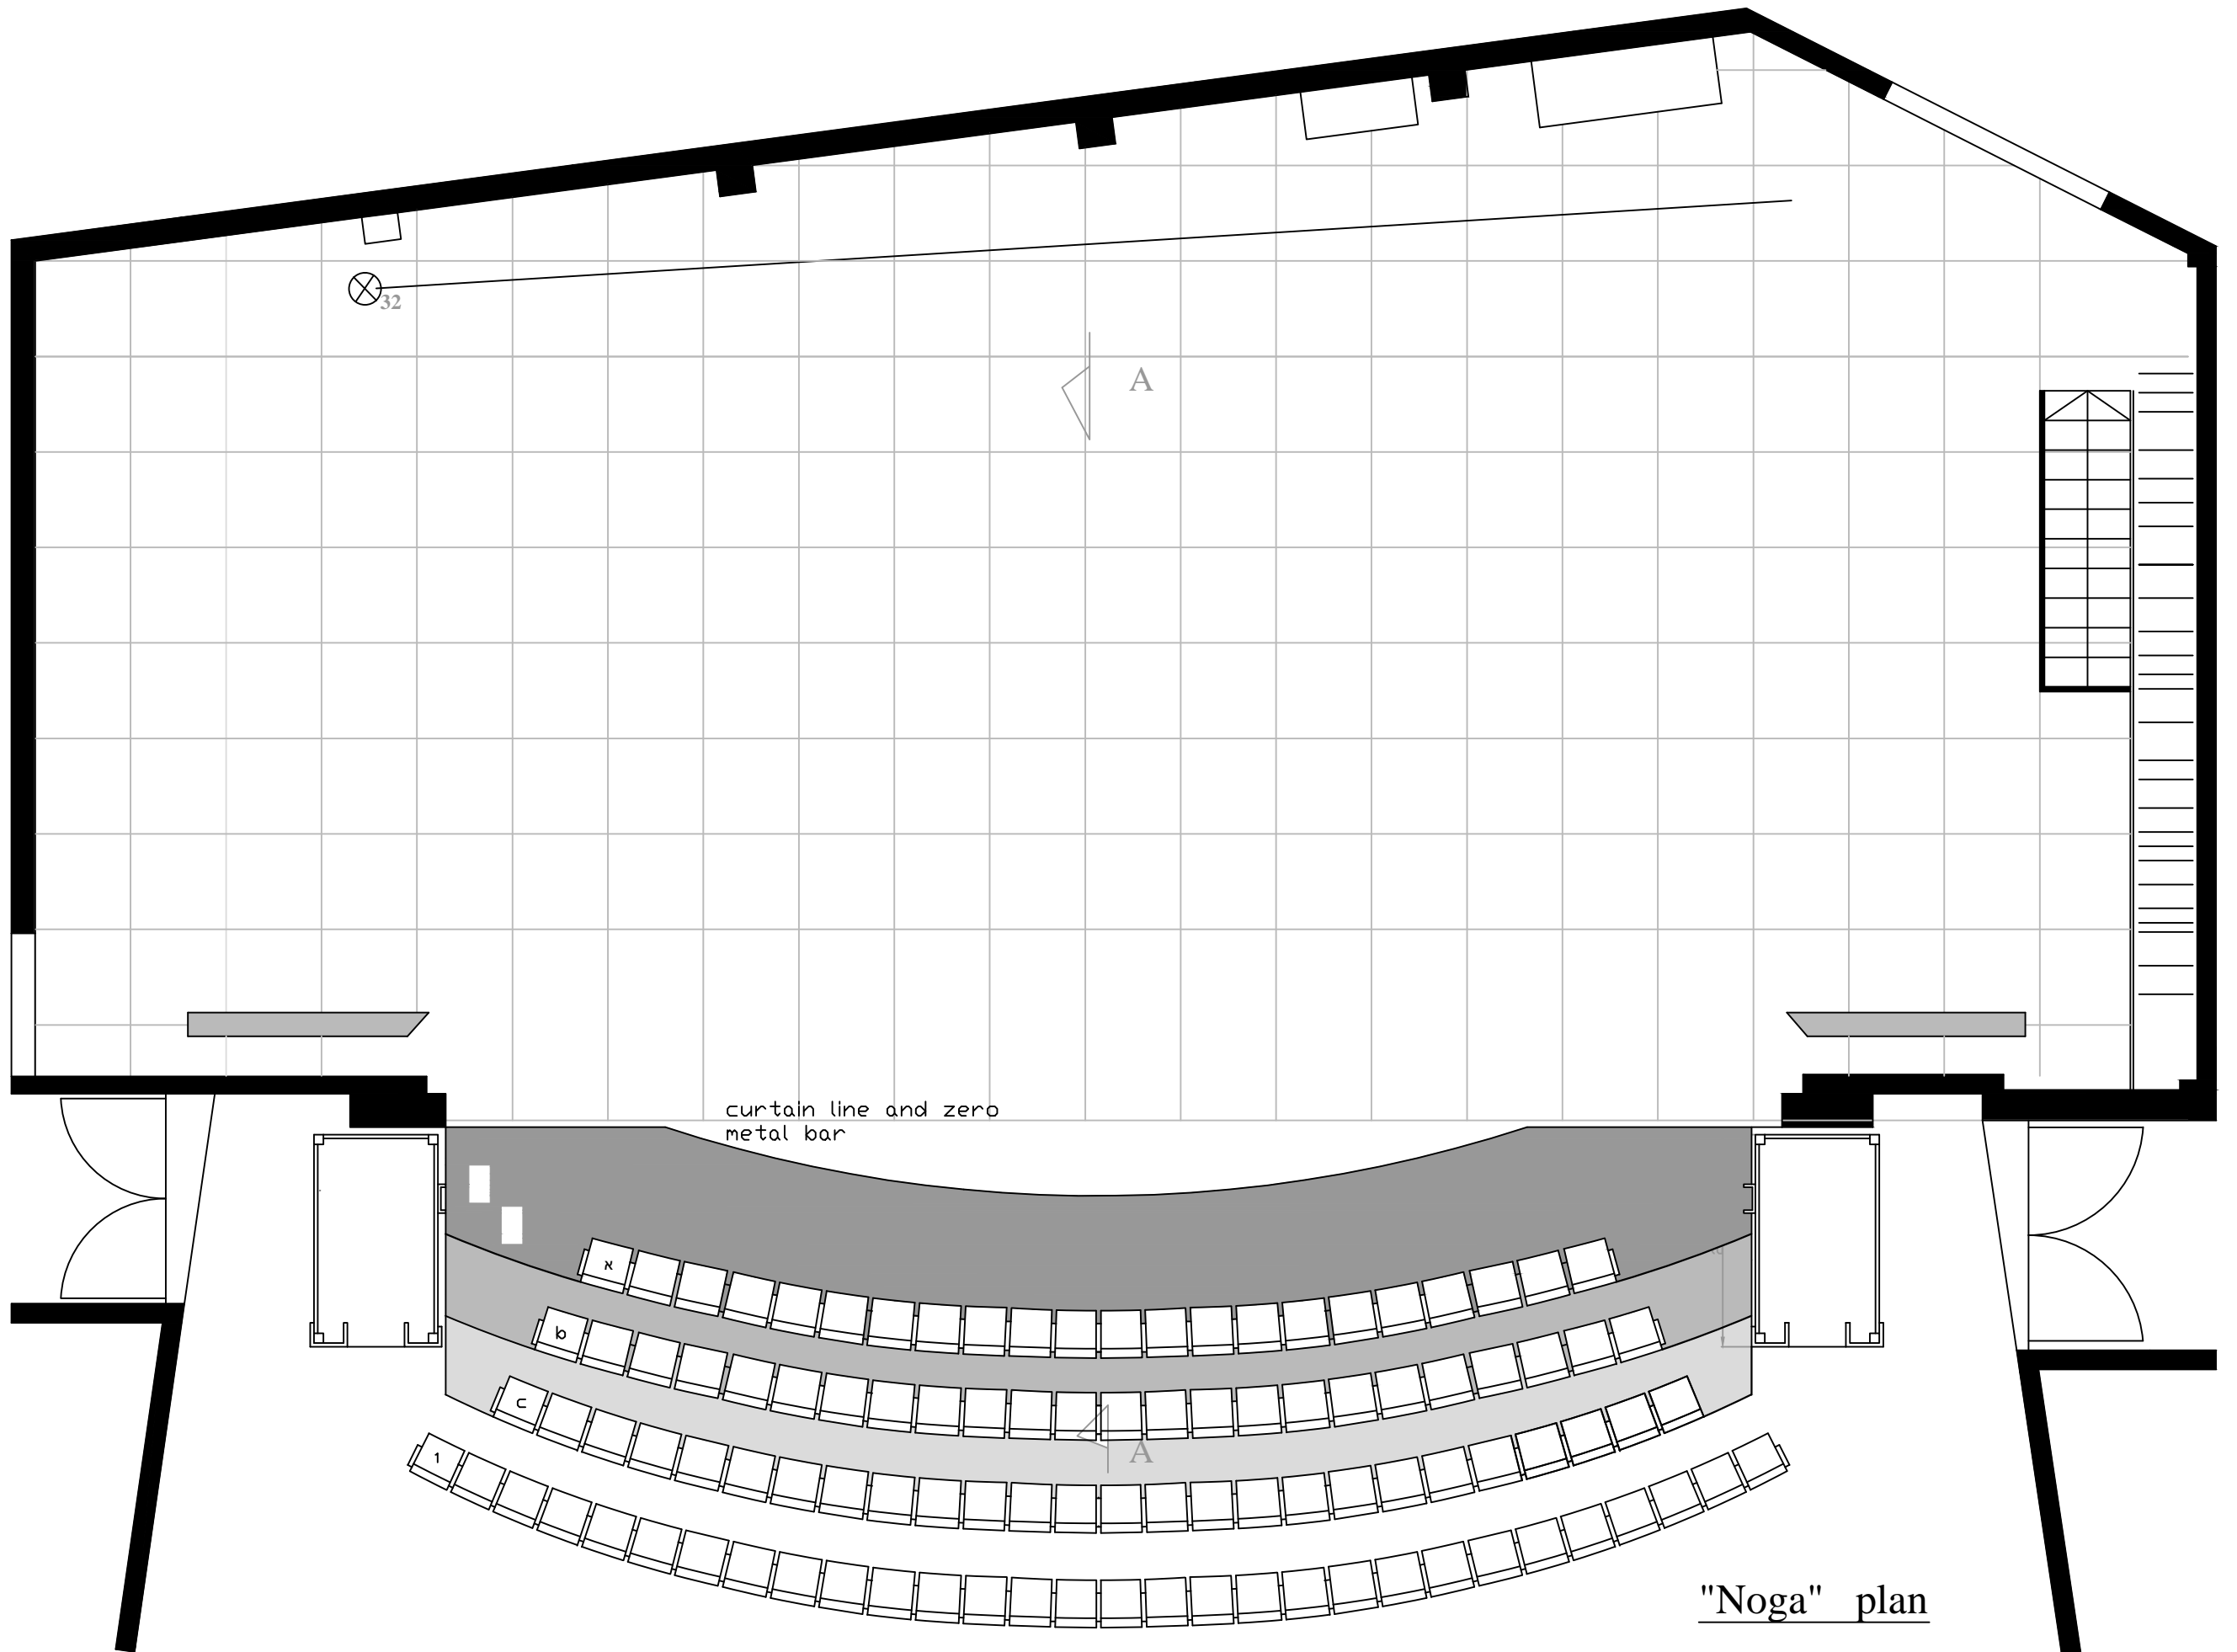 32
A
curtain line and zero
metal bar
א
b
c
A
1
"Noga" plan